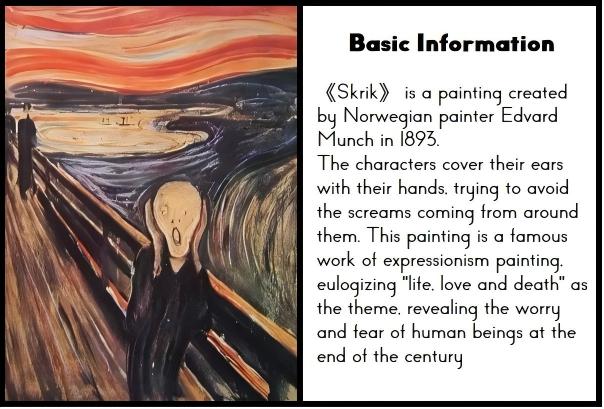 Basic Information
《Skrik》 is a painting created
by Norwegian painter Edvard
Munch in 1893.
The characters cover their ears
with their hands, trying to avoid
the screams coming from around
them. This painting is a famous
work of expressionism painting,
eulogizing "life, love and death" as
the theme, revealing the worry
and fear of human beings at the
end of the century